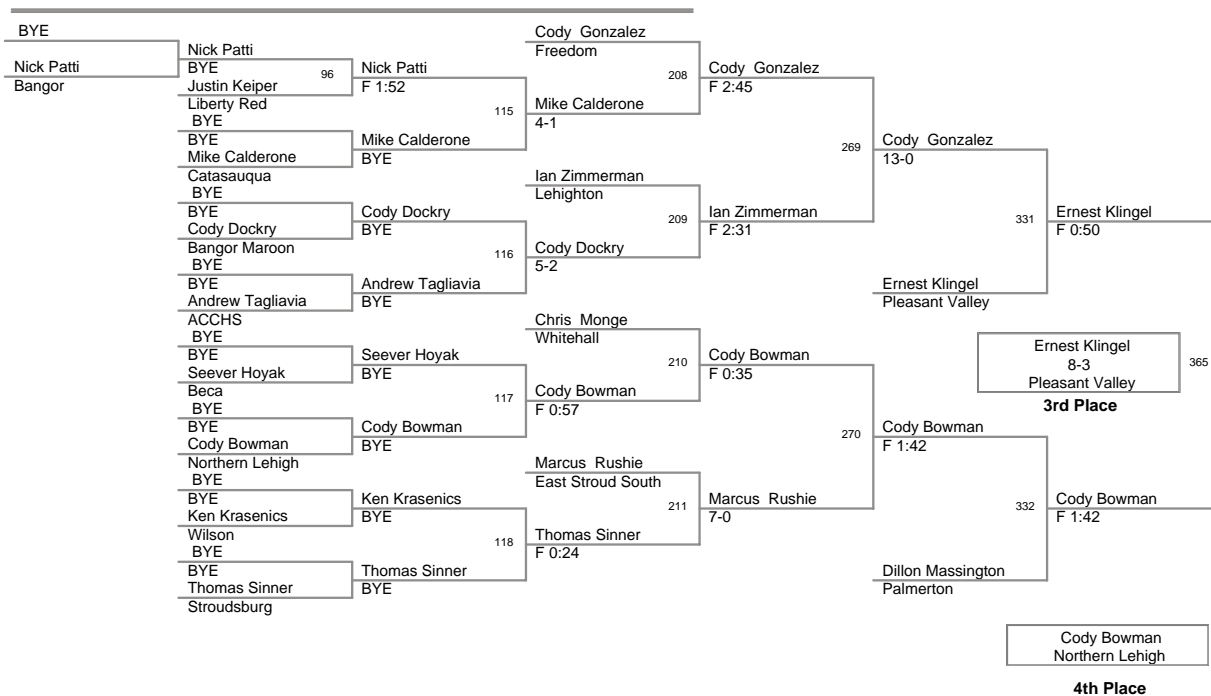 BYE
Nick Patti
Bangor
Nick Patti
BYE
Justin Keiper
Liberty Red
BYE
BYE
Mike Calderone
Catasauqua
BYE
BYE
Cody Dockry
Bangor Maroon
BYE
BYE
Andrew Tagliavia
ACCHS
BYE
BYE
Seever Hoyak
Beca
BYE
BYE
Cody Bowman
Northern Lehigh
BYE
BYE
Ken Krasenics
Wilson
BYE
BYE
Thomas Sinner
Stroudsburg
96
Nick Patti
F 1:52
Mike Calderone
BYE
Cody Dockry
BYE
Andrew Tagliavia
BYE
Seever Hoyak
BYE
Cody Bowman
BYE
Ken Krasenics
BYE
Thomas Sinner
BYE
115
116
117
118
Cody Gonzalez
Freedom
Mike Calderone
4-1
Ian Zimmerman
Lehighton
Cody Dockry
5-2
Chris Monge
Whitehall
Cody Bowman
F 0:57
Marcus Rushie
East Stroud South
Thomas Sinner
F 0:24
208
209
210
211
Cody Gonzalez
F 2:45
Ian Zimmerman
F 2:31
Cody Bowman
F 0:35
Marcus Rushie
7-0
269
270
Cody Gonzalez
13-0
Ernest Klingel
Pleasant Valley
Cody Bowman
F 1:42
Dillon Massington
Palmerton
331
332
Ernest Klingel
F 0:50
Cody Bowman
F 1:42
Ernest Klingel
8-3
Pleasant Valley
365
3rd Place
Cody Bowman
Northern Lehigh
4th Place